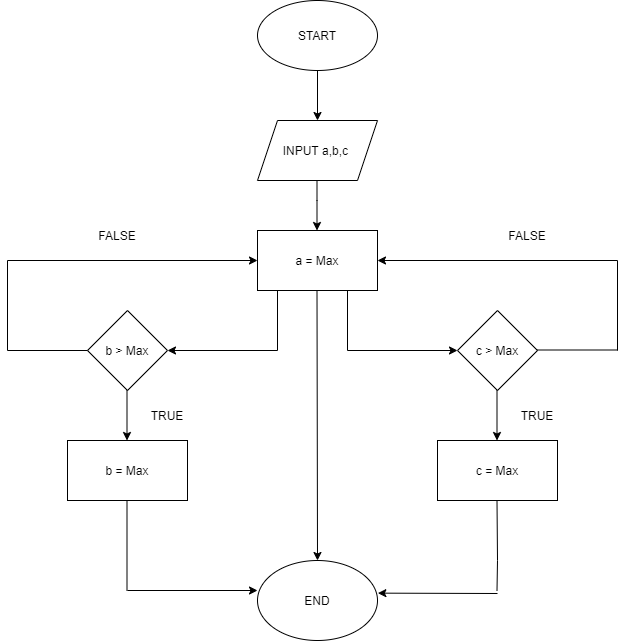 START
INPUT a,b,c
FALSE
FALSE
a = Max
b > Max
c > Max
TRUE
TRUE
b = Max
c = Max
END